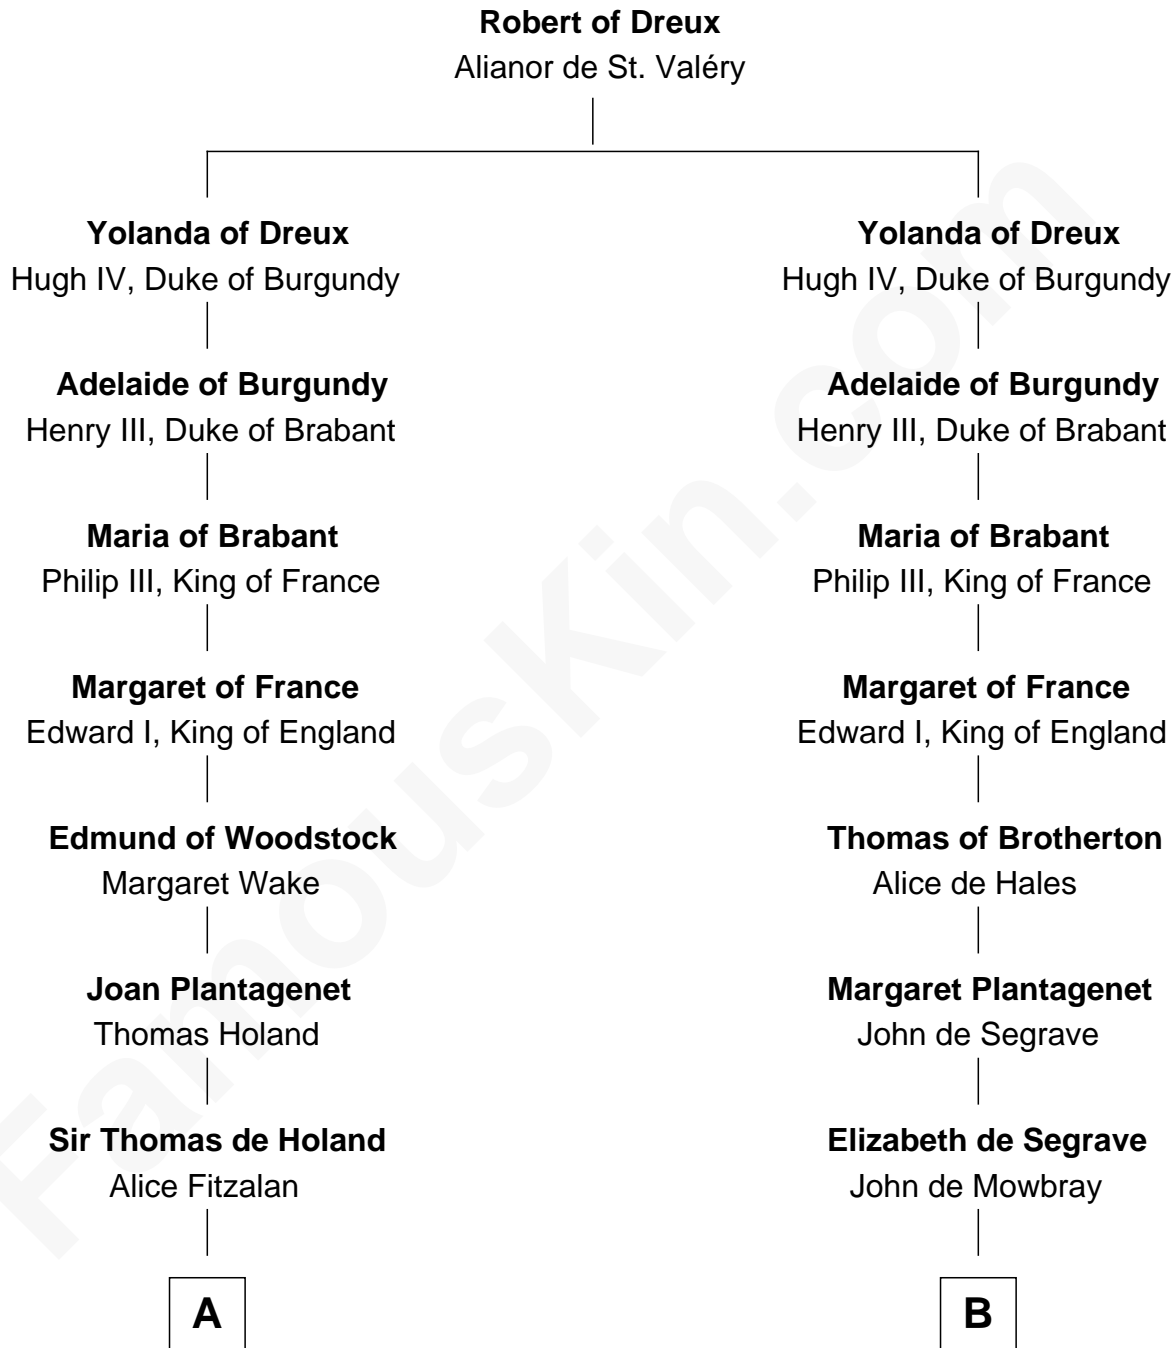 Robert of Dreux
Alianor de St. Valéry
Yolanda of Dreux
Hugh IV, Duke of Burgundy
Adelaide of Burgundy
Henry III, Duke of Brabant
Maria of Brabant
Philip III, King of France
Margaret of France
Edward I, King of England
Edmund of Woodstock
Margaret Wake
Joan Plantagenet
Thomas Holand
Sir Thomas de Holand
Alice Fitzalan
A
Yolanda of Dreux
Hugh IV, Duke of Burgundy
Adelaide of Burgundy
Henry III, Duke of Brabant
Maria of Brabant
Philip III, King of France
Margaret of France
Edward I, King of England
Thomas of Brotherton
Alice de Hales
Margaret Plantagenet
John de Segrave
Elizabeth de Segrave
John de Mowbray
B
FamousKin.com